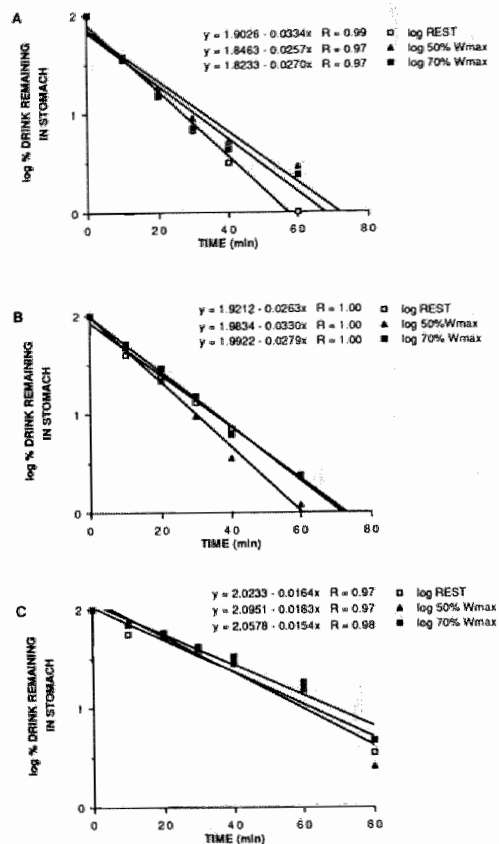 A
y = 1.9026 - 0.0334x R = 0.99 log REST
y = 1.8463 - 0.0257x R = 0.97 log 50% Wmax
y = 1.8233 - 0.0270x R = 0.97 log 70% Wmax
log % DRINK REMAINING
IN STOMACH
2
1
0
0 20 40 60 80
TIME (min)
B
y = 1.9212 - 0.0263x R = 1.00 log REST
y = 1.9834 - 0.0330x R = 1.00 log 50%Wmax
y = 1.9922 - 0.0279x R = 1.00 log 70% Wmax
log % DRINK REMAINING
IN STOMACH
2
1
0
0 20 40 60 80
TIME (min)
C
y = 2.0233 - 0.0164x R = 0.97 log REST
y = 2.0951 - 0.0183x R = 0.97 log 50% Wmax
y = 2.0578 - 0.0154x R = 0.98 log 70% Wmax
log % DRINK REMAINING
IN STOMACH
2
1
0
0 20 40 60 80
TIME (min)